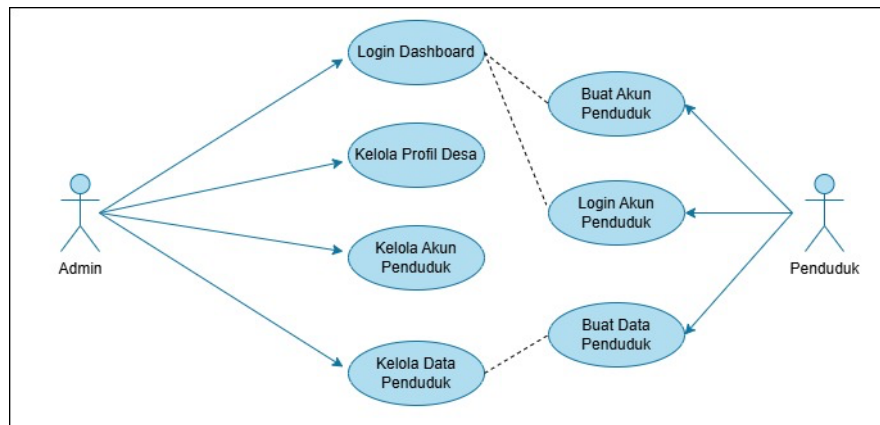 Login Dashboard
Buat Akun
Penduduk
Kelola Profil Desa
Login Akun
Penduduk
Admin
Penduduk
Kelola Akun
Penduduk
Buat Data
Penduduk
Kelola Data
Penduduk